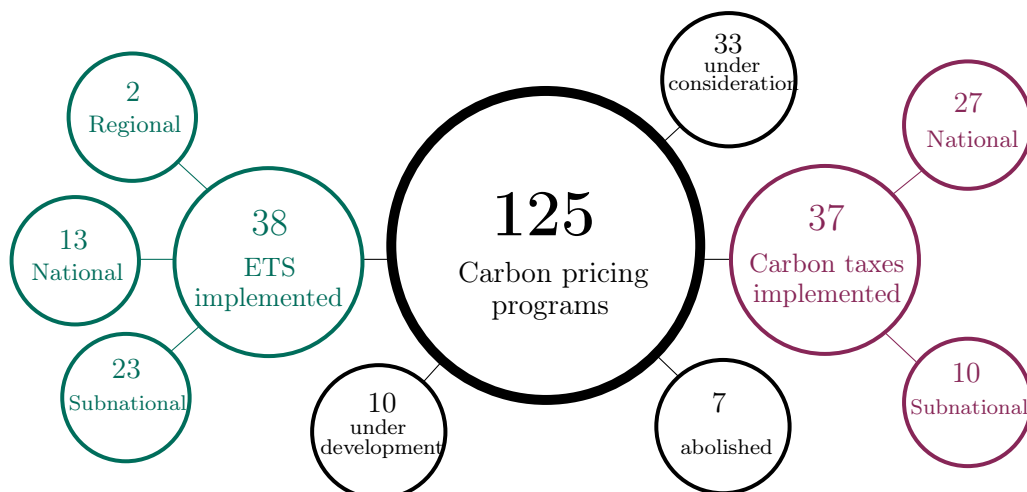 2
Regional
13
National
23
Subnational
38
ETS
implemented
125
Carbon pricing
programs
33
under
consideration
10
under
development
7
abolished
37
Carbon taxes
implemented
27
National
10
Subnational